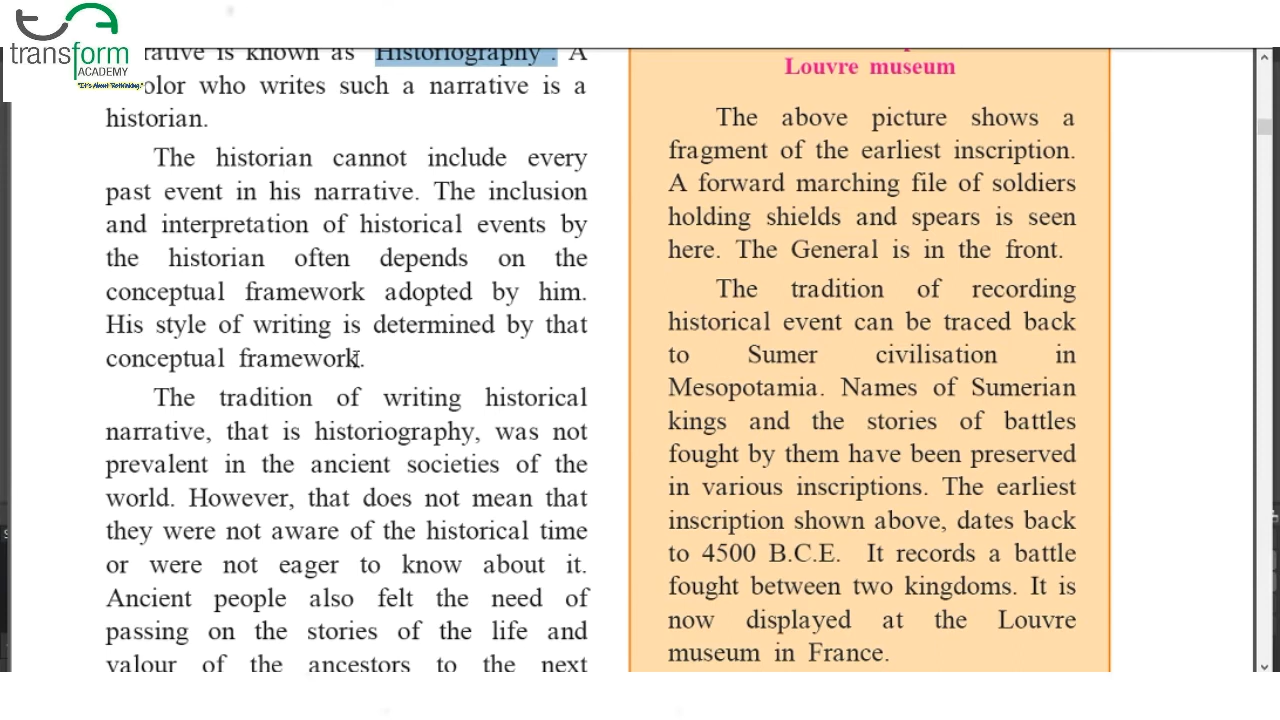 transform
ACADEMY
"It's About Rethinking."
rative is known as 'Historiography'. A
olor who writes such a narrative is a
historian.
The historian cannot include every
past event in his narrative. The inclusion
and interpretation of historical events by
the historian often depends on the
conceptual framework adopted by him.
His style of writing is determined by that
conceptual framework.
The tradition of writing historical
narrative, that is historiography, was not
prevalent in the ancient societies of the
world. However, that does not mean that
they were not aware of the historical time
or were not eager to know about it.
Ancient people also felt the need of
passing on the stories of the life and
valour of the ancestors to the next
Louvre museum
The above picture shows a
fragment of the earliest inscription.
A forward marching file of soldiers
holding shields and spears is seen
here. The General is in the front.
The tradition of recording
historical event can be traced back
to Sumer civilisation in
Mesopotamia. Names of Sumerian
kings and the stories of battles
fought by them have been preserved
in various inscriptions. The earliest
inscription shown above, dates back
to 4500 B.C.E. It records a battle
fought between two kingdoms. It is
now displayed at the Louvre
museum in France.